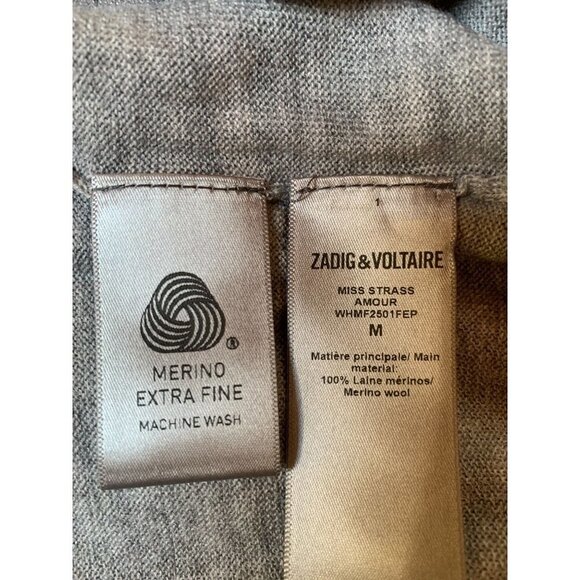 ®
MERINO
EXTRA FINE
MACHINE WASH
1
ZADIG & VOLTAIRE
MISS STRASS
AMOUR
WHMF2501FEP
M
Matière principale/ Main
material:
100% Laine mérinos/
Merino wool